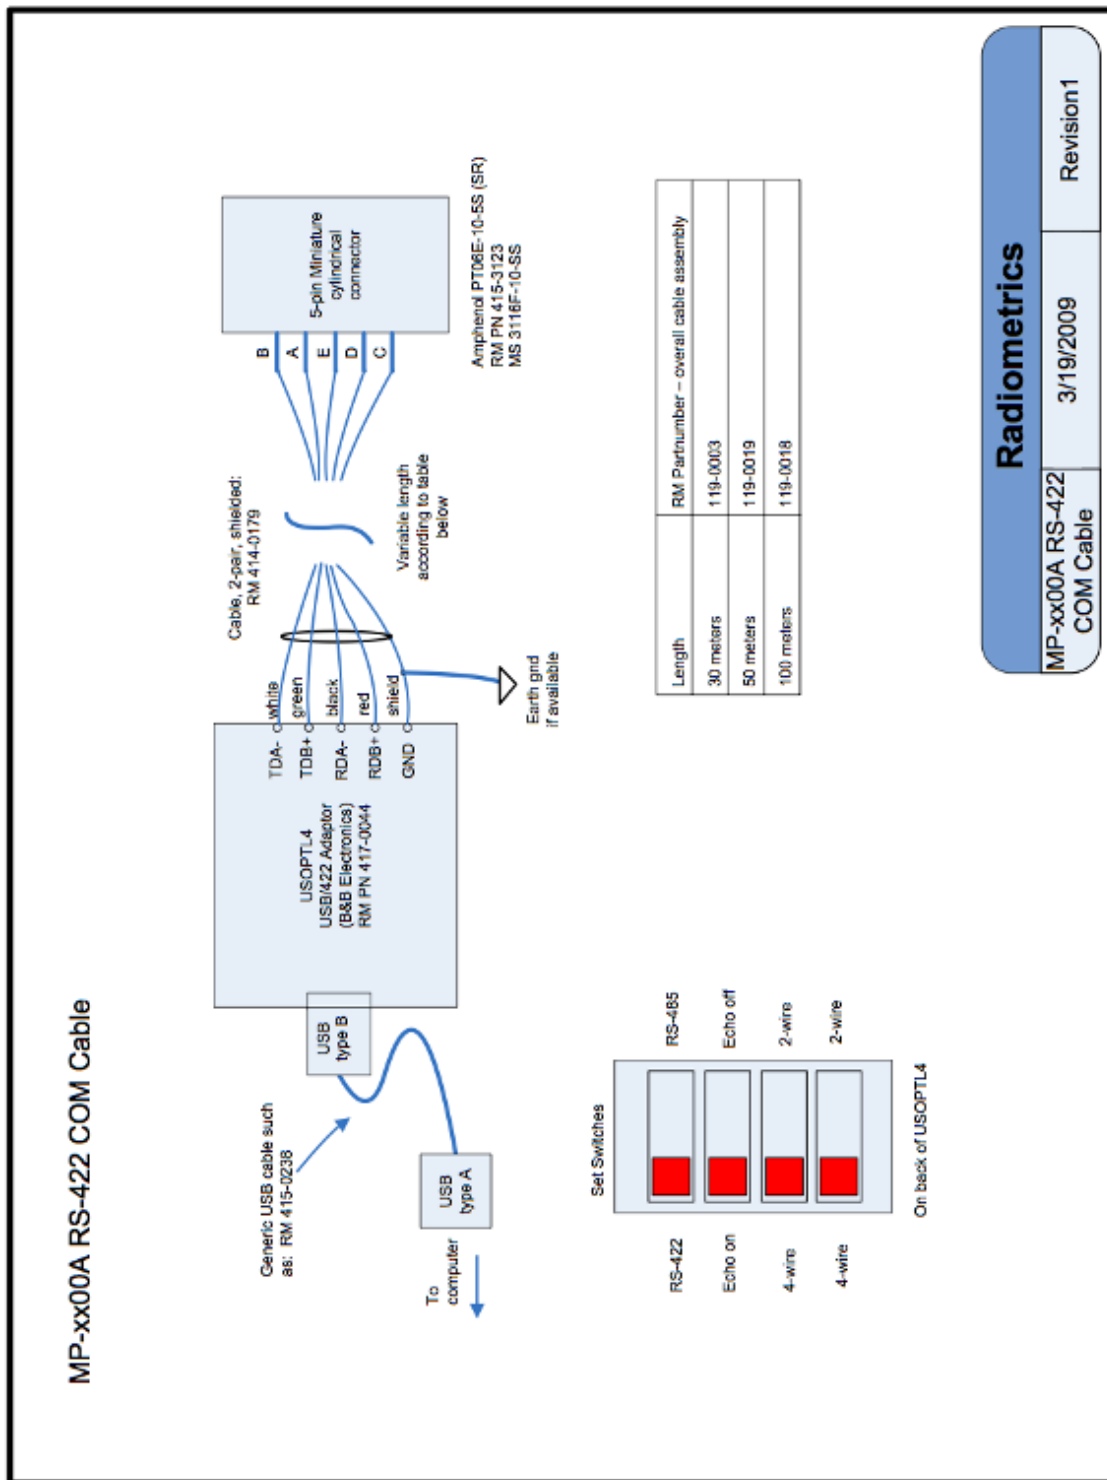 MP-xx00A RS-422 COM Cable
Generic USB cable such
as: RM 415-0238
To
computer
USB
type A
USB
type B
USOPTL4
USB/422 Adaptor
(B&B Electronics)
RM PN 417-0044
TDA-
TDB+
RDA-
RDB+
GND
white
green
black
red
shield
Earth gnd
if available
Cable, 2-pair, shielded:
RM 414-0179
Variable length
according to table
below
B
A
E
D
C
5-pin Miniature
cylindrical
connector
Amphenol PT06E-10-5S (SR)
RM PN 415-3123
MS 3116F-10-5S
Set Switches
RS-422 RS-485
Echo on Echo off
4-wire 2-wire
4-wire 2-wire
On back of USOPTL4
Length RM Partnumber – overall cable assembly
30 meters 119-0003
50 meters 119-0019
100 meters 119-0018
Radiometrics
MP-xx00A RS-422
COM Cable
3/19/2009
Revision1